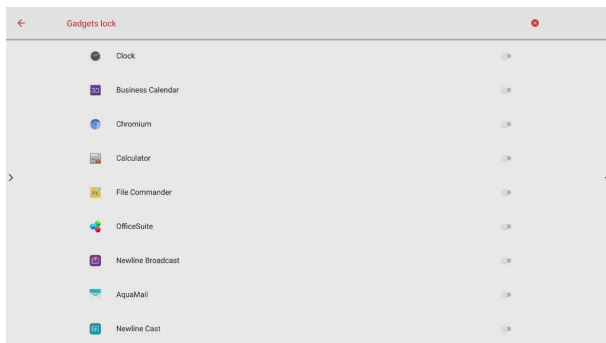 Gadgets lock
Clock
Business Calendar
Chromium
Calculator
File Commander
OfficeSuite
Newline Broadcast
AquaMail
Newline Cast